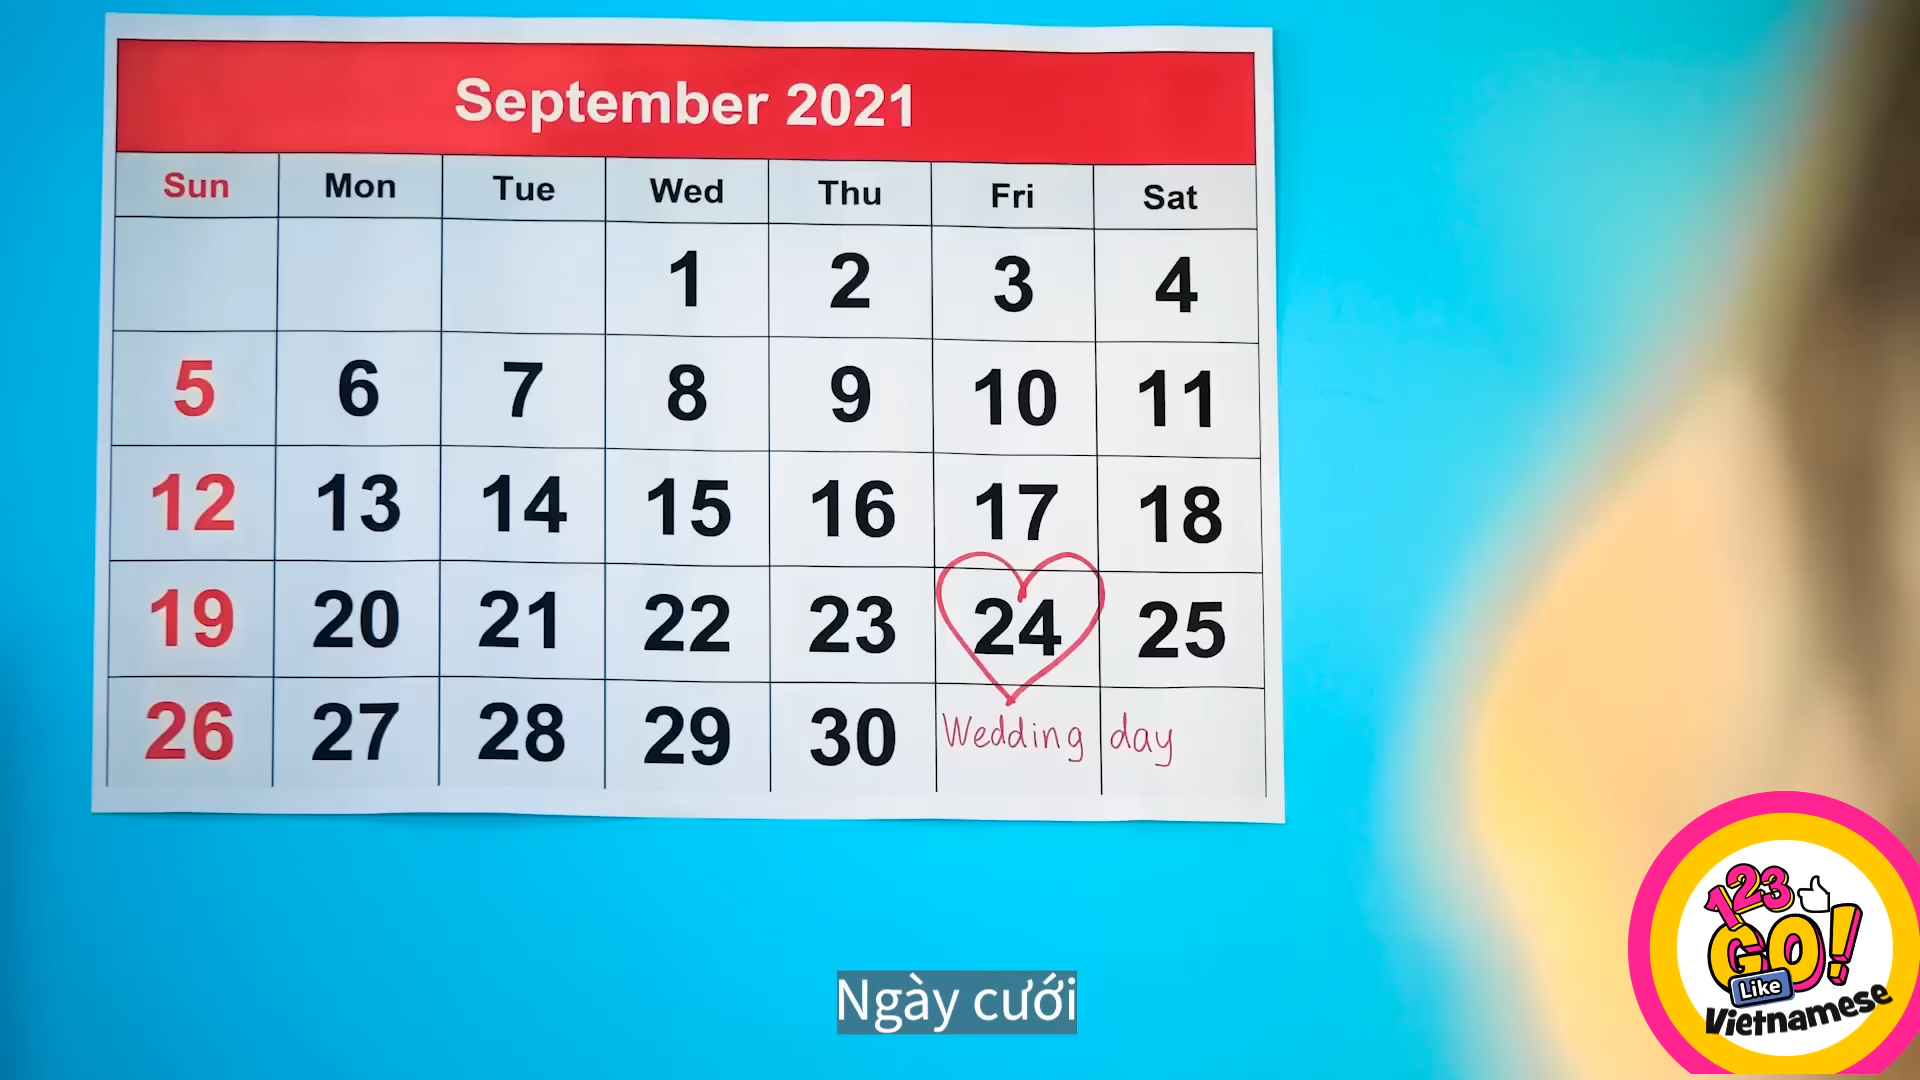 September 2021
Sun Mon Tue Wed Thu Fri Sat
1 2 3 4
5 6 7 8 9 10 11
12 13 14 15 16 17 18
19 20 21 22 23 24 25
26 27 28 29 30
Wedding day
Ngày cưới
123
GO!
Like
Vietnamese